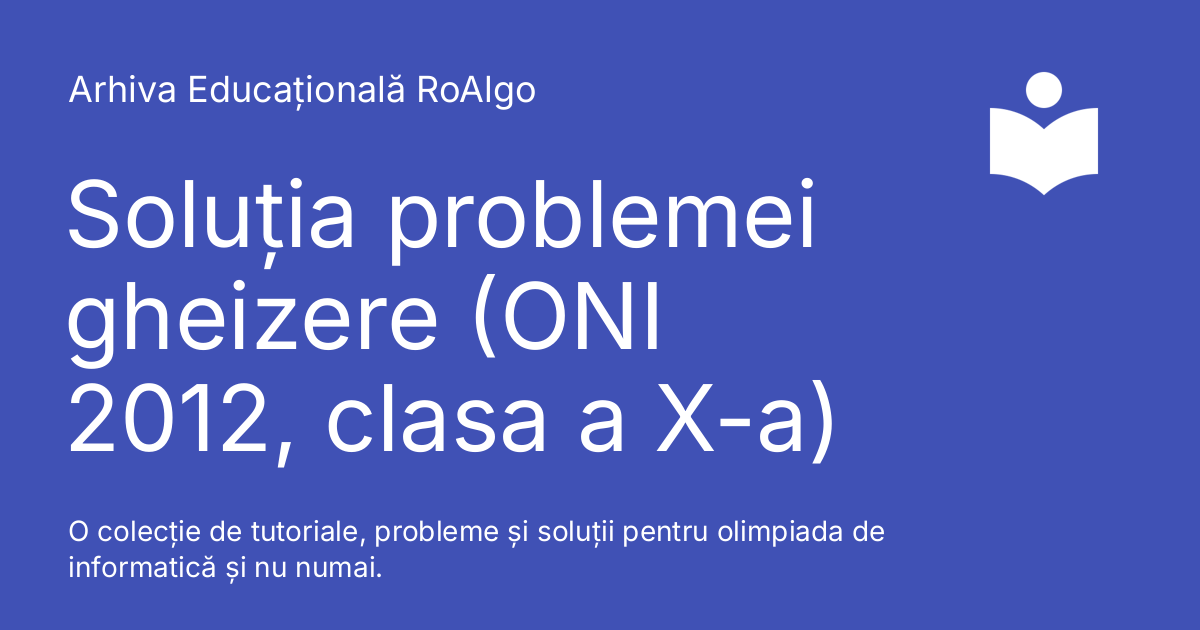 Arhiva Educațională RoAlgo
Soluția problemei
gheizere (ONI
2012, clasa a X-a)
O colecție de tutoriale, probleme și soluții pentru olimpiada de
informatică și nu numai.